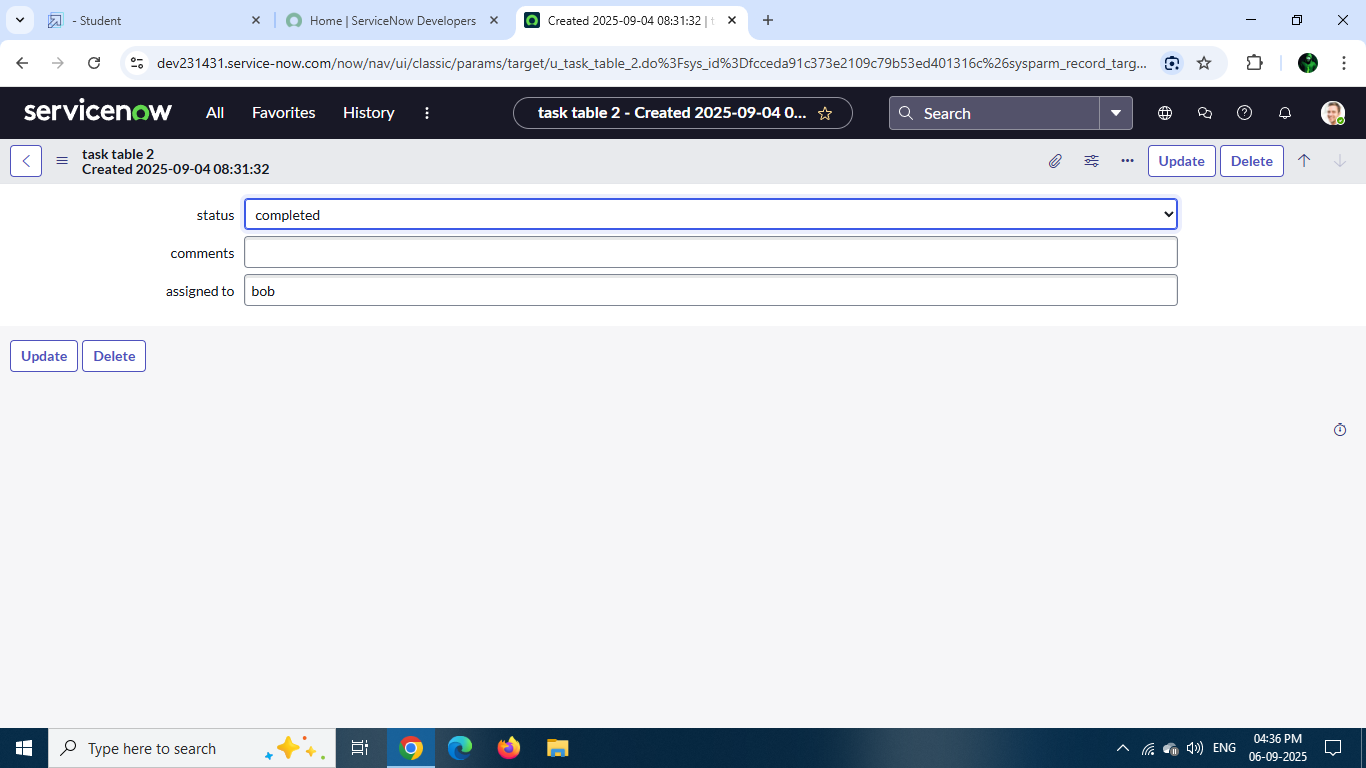 - Student
Home | ServiceNow Developers
Created 2025-09-04 08:31:32 | t
dev231431.service-now.com/now/nav/ui/classic/params/target/u_task_table_2.do%3Fsys_id%3Dfcceda91c373e2109c79b53ed401316c%26sysparm_record_targ...
servicenow
All
Favorites
History
task table 2 - Created 2025-09-04 0...
Search
task table 2
Created 2025-09-04 08:31:32
Update
Delete
status
completed
comments
assigned to
bob
Update
Delete
Type here to search
ENG
04:36 PM
06-09-2025